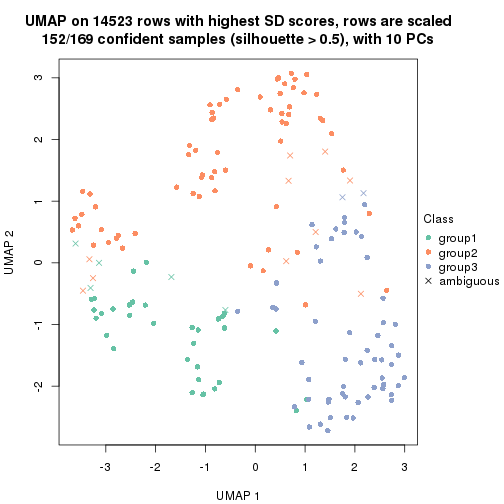 UMAP on 14523 rows with highest SD scores, rows are scaled
152/169 confident samples (silhouette > 0.5), with 10 PCs
UMAP 2
3
2
1
0
-1
-2
-3
-2
-1
0
1
2
3
UMAP 1
Class
group1
group2
group3
ambiguous